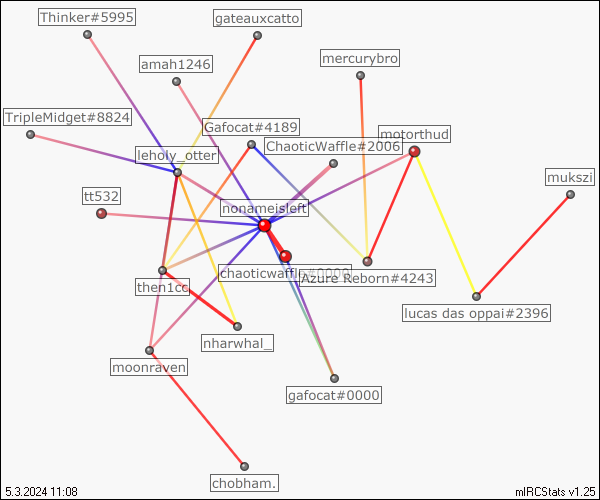 Thinker#5995
gateauxcatto
amah1246
mercurybro
TripleMidget#8824
Gafocat#4189
motorthud
ChaoticWaffle#2006
leholy_otter
mukszi
tt532
nonameisleft
chaoticwaffle#0000
Azure Reborn#4243
then1cc
lucas das oppai#2396
nharwhal_
moonraven
gafocat#0000
chobham.
5.3.2024 11:08
mIRCStats v1.25